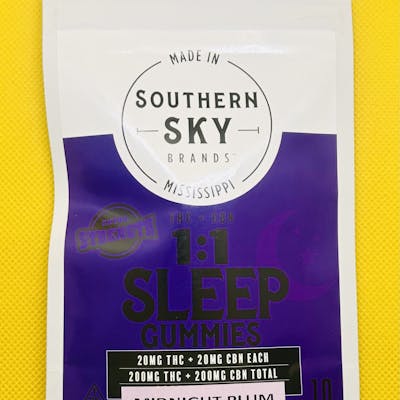 MADE IN
SOUTHERN
SKY
BRANDS
MISSISSIPPI
THC + CBN
1:1
SLEEP
GUMMIES
20MG THC + 20MG CBN EACH
200MG THC + 200MG CBN TOTAL
MIDNIGHT PLUM
10